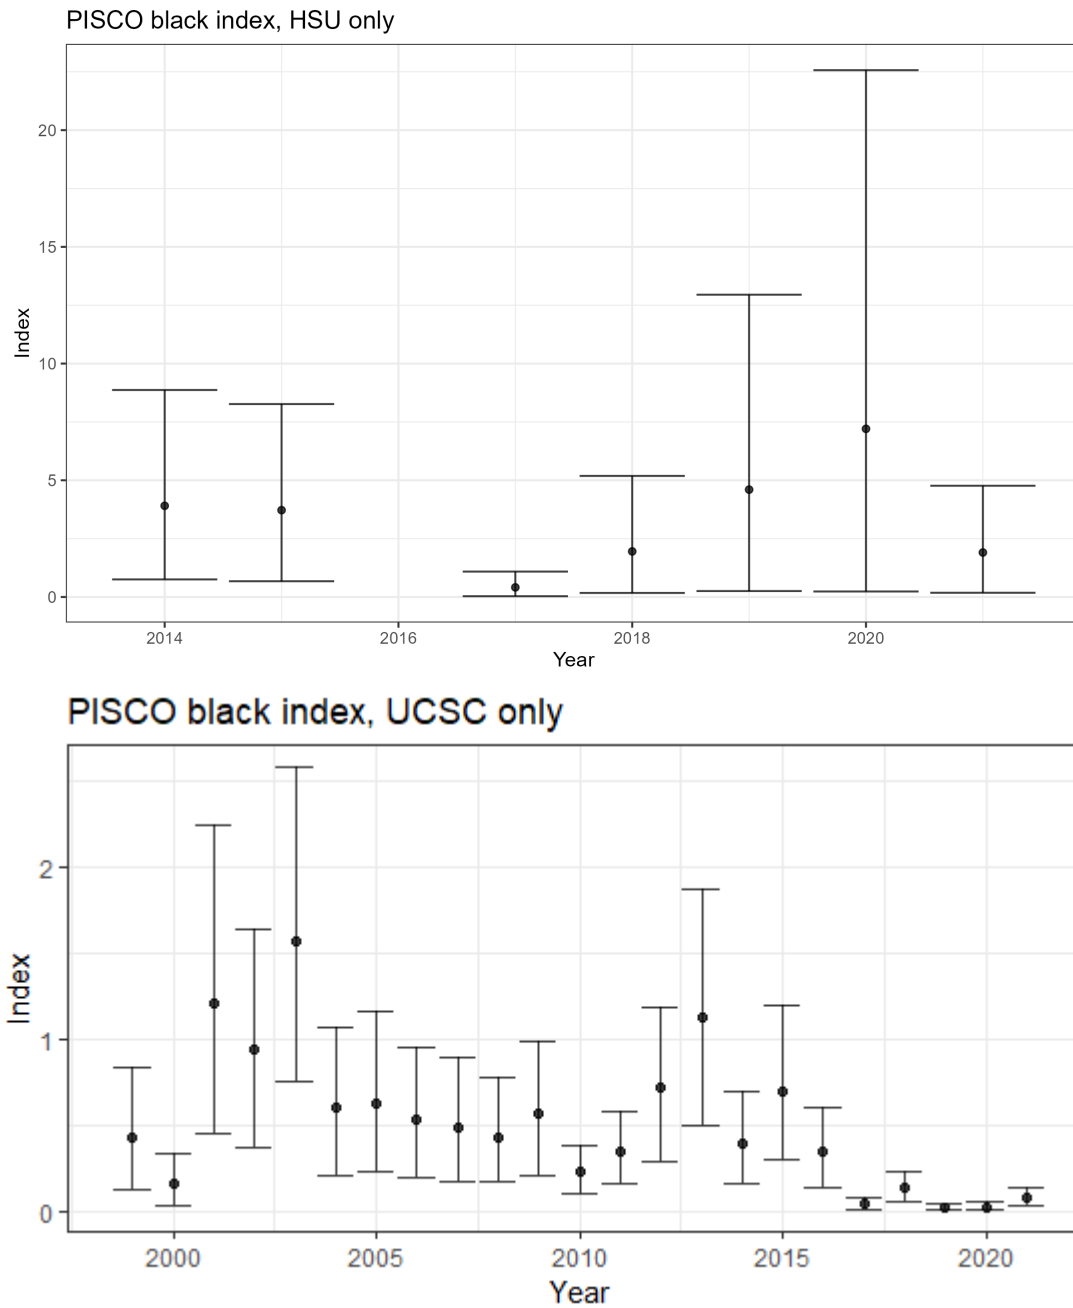 PISCO black index, HSU only
20
15
10
5
0
Index
2014 2016 2018 2020
Year
PISCO black index, UCSC only
2
1
0
Index
2000 2005 2010 2015 2020
Year